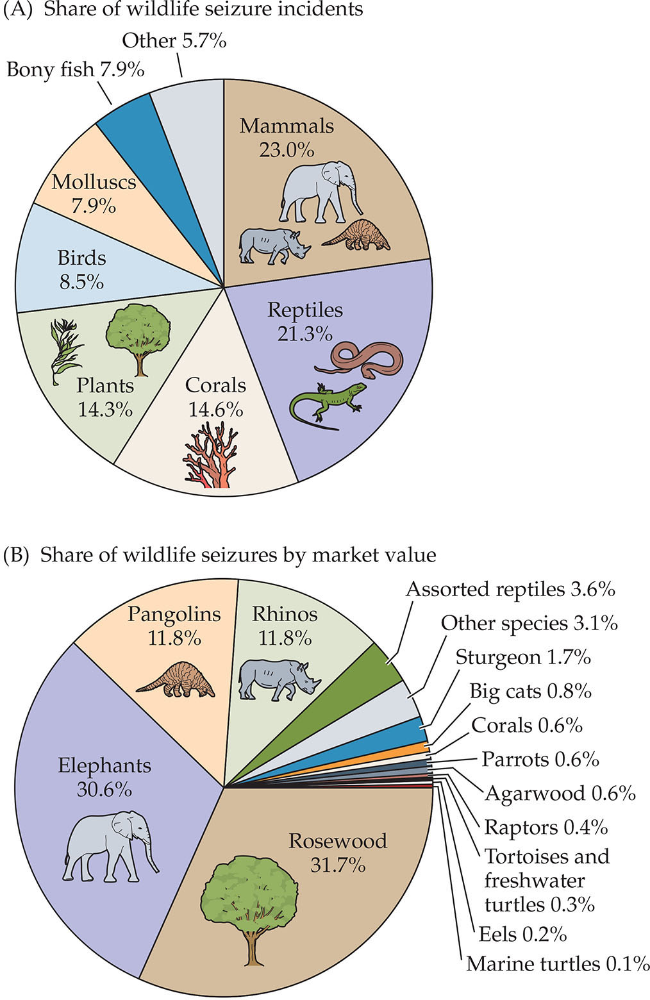 (A) Share of wildlife seizure incidents
Other 5.7%
Bony fish 7.9%
Mammals
23.0%
Molluscs
7.9%
Birds
8.5%
Reptiles
21.3%
Plants
14.3%
Corals
14.6%
(B) Share of wildlife seizures by market value
Assorted reptiles 3.6%
Pangolins
11.8%
Rhinos
11.8%
Other species 3.1%
Sturgeon 1.7%
Big cats 0.8%
Corals 0.6%
Parrots 0.6%
Elephants
30.6%
Agarwood 0.6%
Raptors 0.4%
Rosewood
31.7%
Tortoises and
freshwater
turtles 0.3%
Eels 0.2%
Marine turtles 0.1%